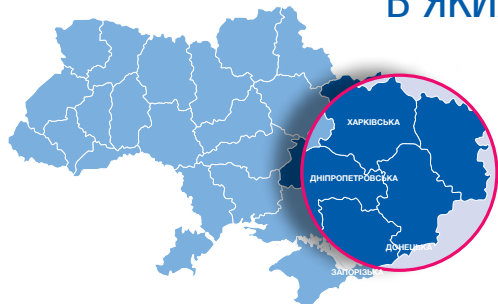 В ЯКИ
ХАРКІВСЬКА
ДНІПРОПЕТРОВСЬКА
ДОНЕЦЬКА
ЗАПОРІЗЬКА